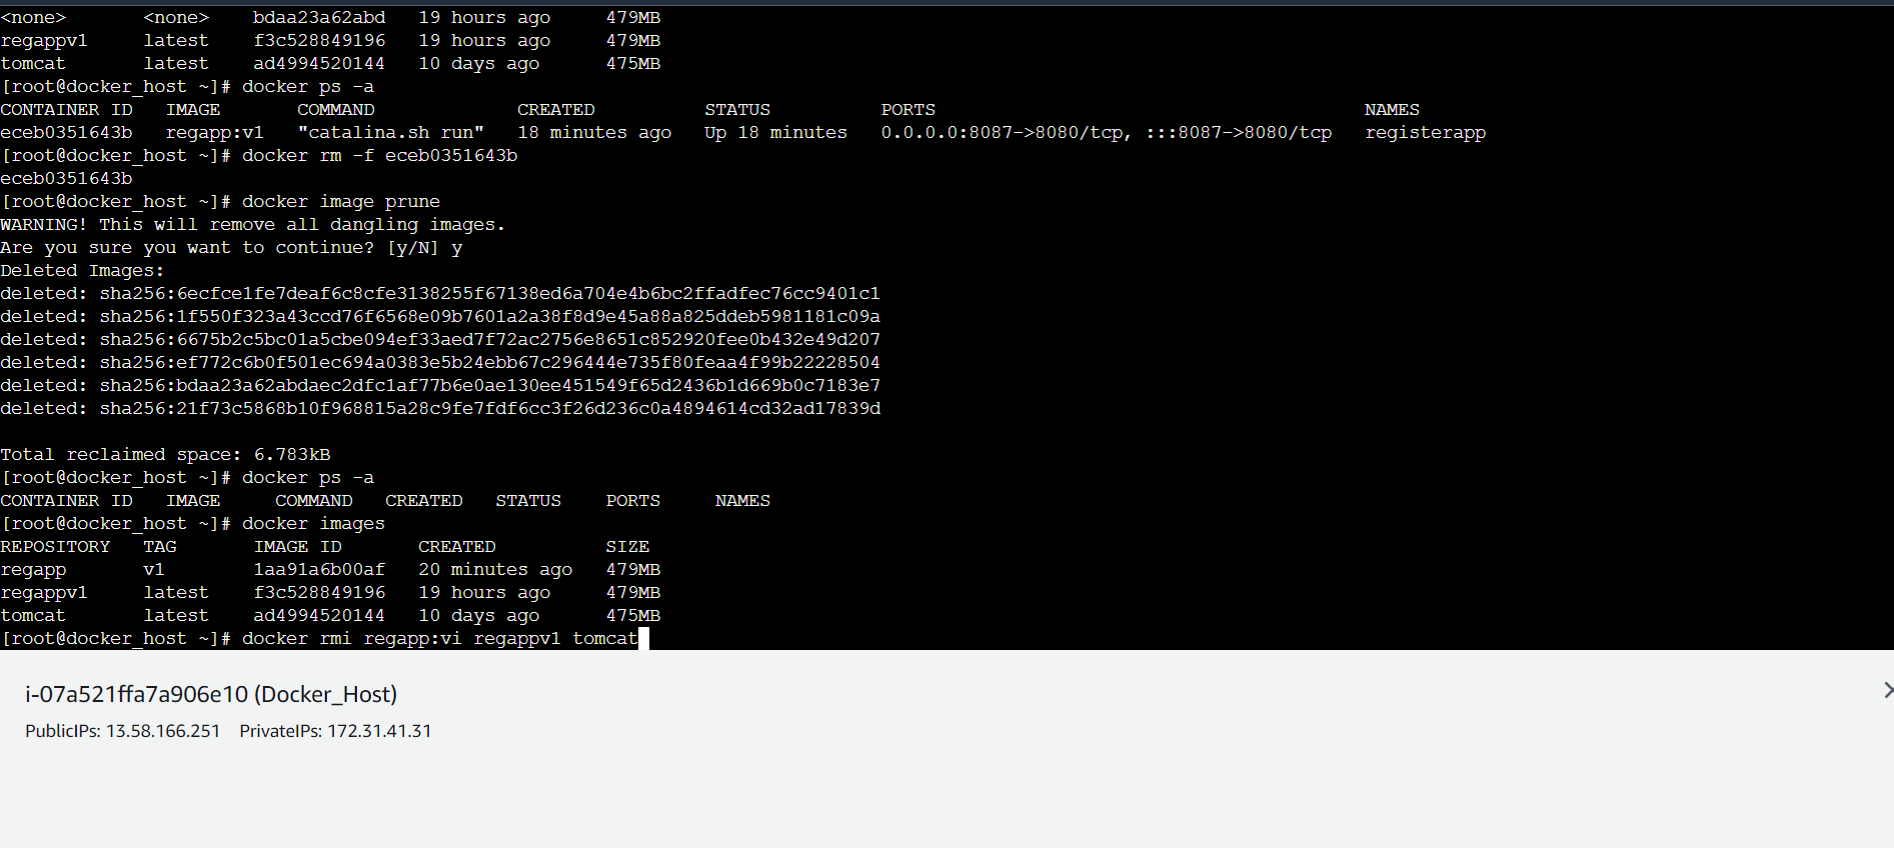 <none>       <none>    bdaa23a62abd   19 hours ago     479MB
regappv1     latest    f3c528849196   19 hours ago     479MB
tomcat       latest    ad4994520144   10 days ago      475MB
[root@docker_host ~]# docker ps -a
CONTAINER ID   IMAGE       COMMAND             CREATED          STATUS          PORTS                                       NAMES
eceb0351643b   regapp:v1   "catalina.sh run"   18 minutes ago   Up 18 minutes   0.0.0.0:8087->8080/tcp, :::8087->8080/tcp   registerapp
[root@docker_host ~]# docker rm -f eceb0351643b
eceb0351643b
[root@docker_host ~]# docker image prune
WARNING! This will remove all dangling images.
Are you sure you want to continue? [y/N] y
Deleted Images:
deleted: sha256:6ecfce1fe7deaf6c8cfe3138255f67138ed6a704e4b6bc2ffadfec76cc9401c1
deleted: sha256:1f550f323a43ccd76f6568e09b7601a2a38f8d9e45a88a825ddeb5981181c09a
deleted: sha256:6675b2c5bc01a5cbe094ef33aed7f72ac2756e8651c852920fee0b432e49d207
deleted: sha256:ef772c6b0f501ec694a0383e5b24ebb67c296444e735f80feaa4f99b22228504
deleted: sha256:bdaa23a62abdaec2dfc1af77b6e0ae130ee451549f65d2436b1d669b0c7183e7
deleted: sha256:21f73c5868b10f968815a28c9fe7fdf6cc3f26d236c0a4894614cd32ad17839d
Total reclaimed space: 6.783kB
[root@docker_host ~]# docker ps -a
CONTAINER ID   IMAGE     COMMAND   CREATED   STATUS    PORTS     NAMES
[root@docker_host ~]# docker images
REPOSITORY   TAG       IMAGE ID       CREATED          SIZE
regapp       v1        1aa91a6b00af   20 minutes ago   479MB
regappv1     latest    f3c528849196   19 hours ago     479MB
tomcat       latest    ad4994520144   10 days ago      475MB
[root@docker_host ~]# docker rmi regapp:vi regappv1 tomcat
i-07a521ffa7a906e10 (Docker_Host)
PublicIPs: 13.58.166.251    PrivateIPs: 172.31.41.31